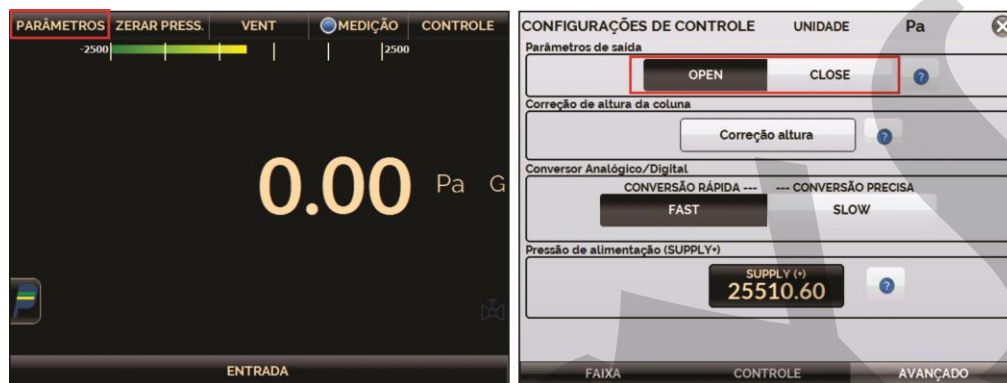 PARÂMETROS ZERAR PRESS. VENT MEDIÇÃO CONTROLE
-2500 2500
0.00 Pa G
ENTRADA
CONFIGURAÇÕES DE CONTROLE UNIDADE Pa
Parâmetros de saída
OPEN CLOSE ?
Correção de altura da coluna
Correção altura ?
Conversor Analógico/Digital
CONVERSÃO RÁPIDA --- --- CONVERSÃO PRECISA
FAST SLOW
Pressão de alimentação (SUPPLY+)
SUPPLY (+)
25510.60 ?
FAIXA CONTROLE AVANÇADO